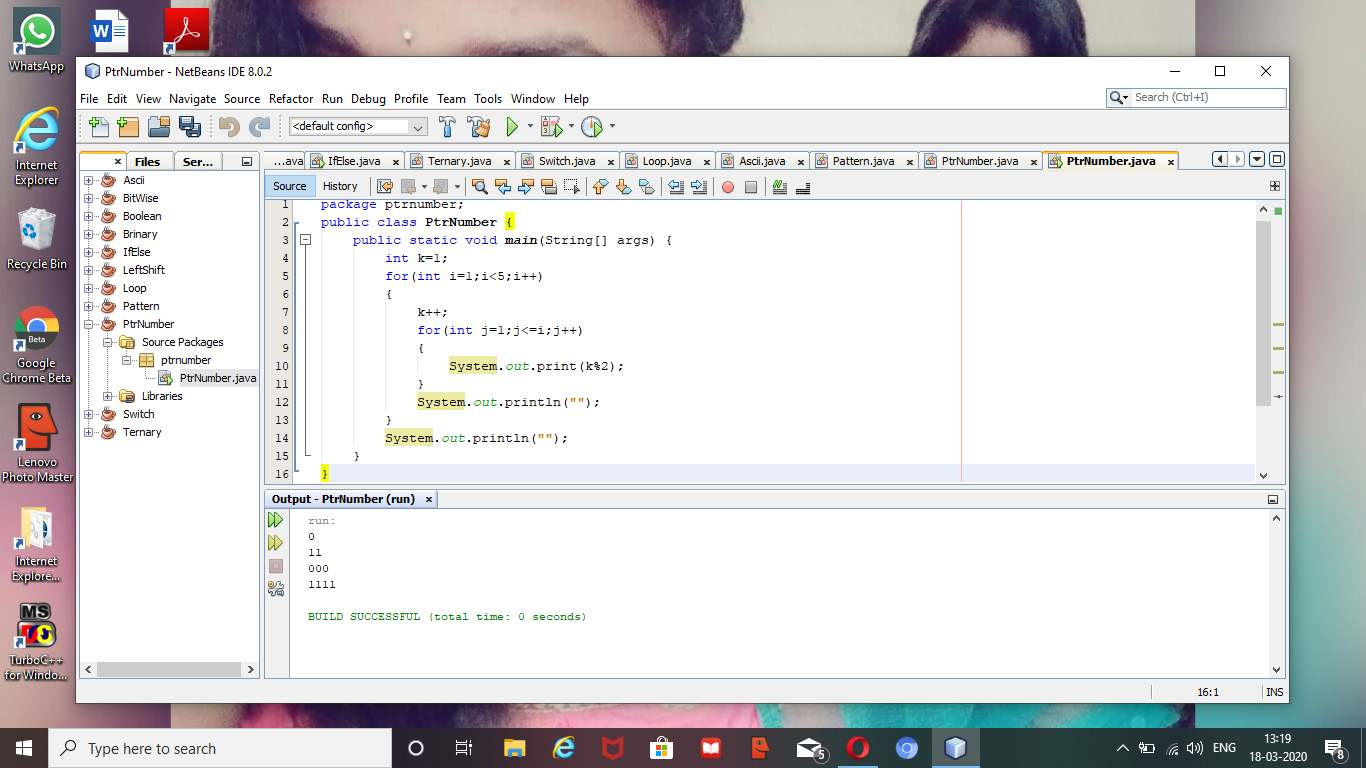 WhatsApp
Internet
Explorer
Recycle Bin
Beta
Google
Chrome Beta
Lenovo
Photo Master
Internet
Explore...
MS
TurboC++
for Windo...
PtrNumber - NetBeans IDE 8.0.2
File Edit View Navigate Source Refactor Run Debug Profile Team Tools Window Help
Search (Ctrl+I)
<default config>
Files Ser...
Ascii
BitWise
Boolean
Brinary
IfElse
LeftShift
Loop
Pattern
PtrNumber
Source Packages
ptrnumber
PtrNumber.java
Libraries
Switch
Ternary
...ava IfElse.java Ternary.java Switch.java Loop.java Ascii.java Pattern.java PtrNumber.java PtrNumber.java
Source History
1 package ptrnumber;
2 public class PtrNumber {
3 public static void main(String[] args) {
4 int k=1;
5 for(int i=1;i<5;i++)
6 {
7 k++;
8 for(int j=1;j<=i;j++)
9 {
10 System.out.print(k%2);
11 }
12 System.out.println("");
13 }
14 System.out.println("");
15 }
16 }
Output - PtrNumber (run)
run:
0
11
000
1111
BUILD SUCCESSFUL (total time: 0 seconds)
16:1 INS
Type here to search
5
ENG
13:19
18-03-2020
8